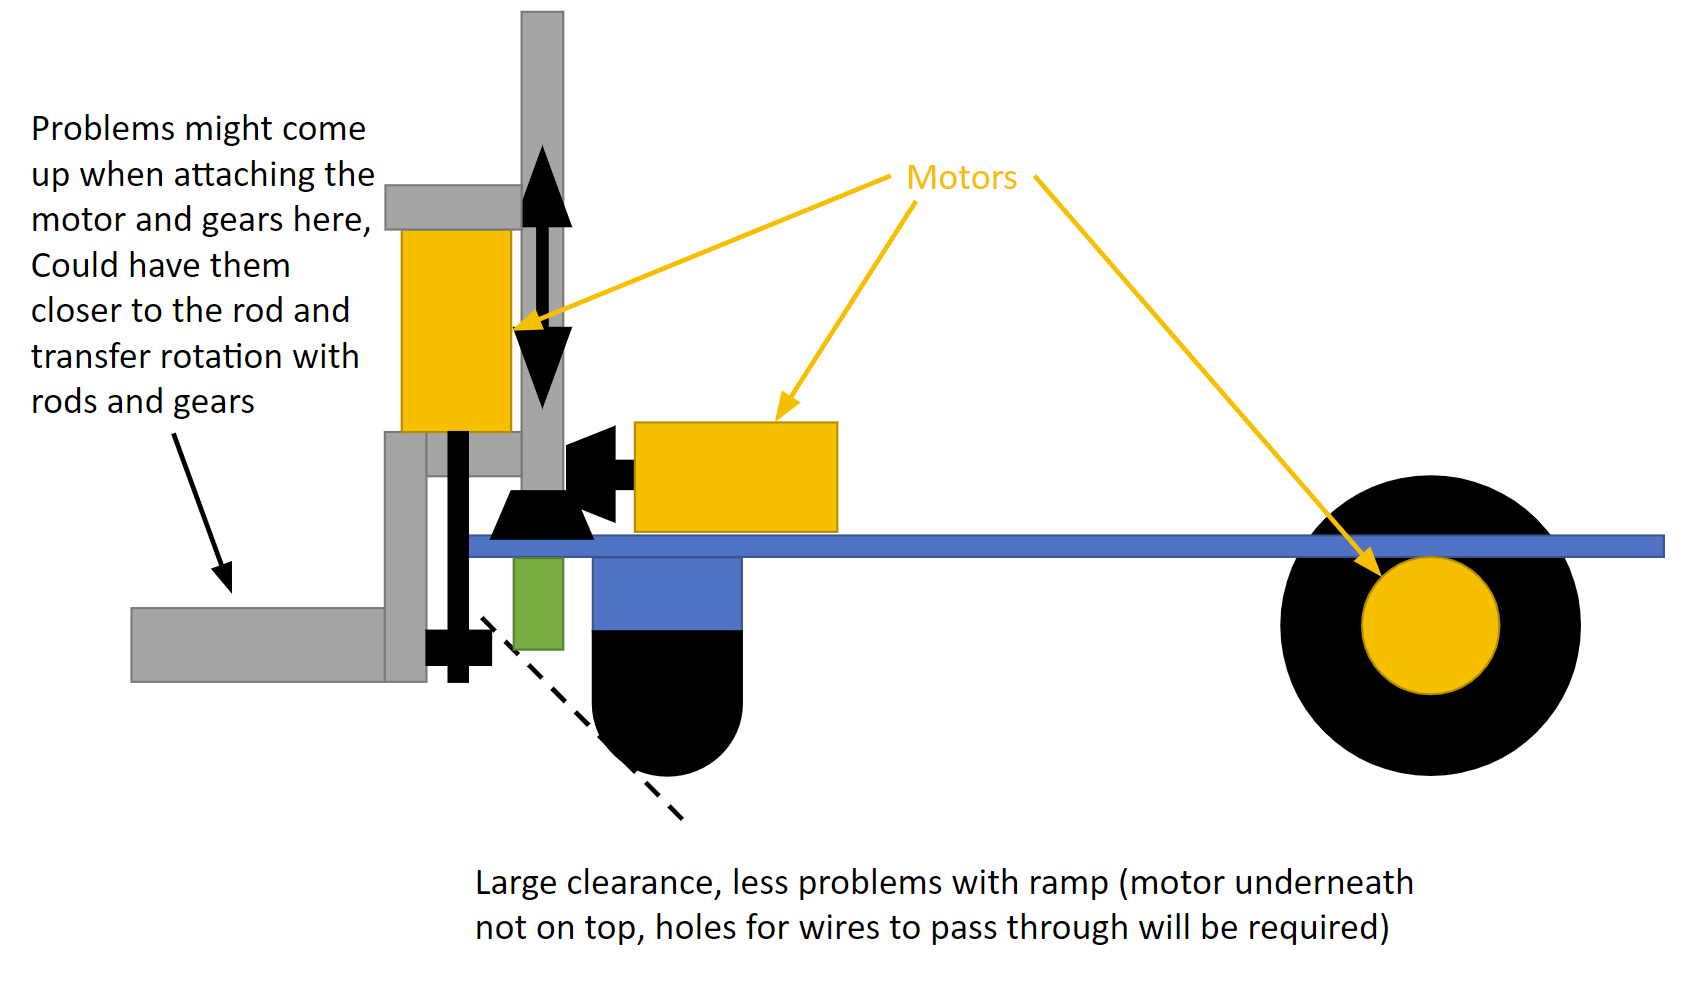 Problems might come
up when attaching the
motor and gears here,
Could have them
closer to the rod and
transfer rotation with
rods and gears
Motors
Large clearance, less problems with ramp (motor underneath
not on top, holes for wires to pass through will be required)